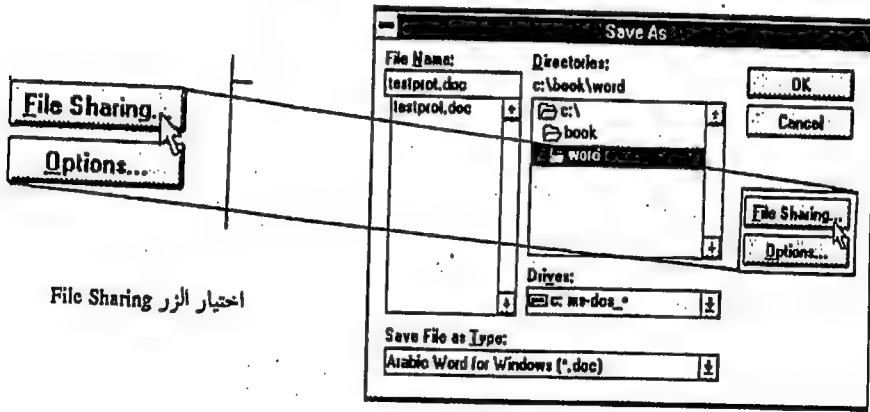 Save As
File Name:
testprot.doc
testprot.doc
Directories:
c:\book\word
c:\
book
word
OK
Cancel
File Sharing...
Options...
Drives:
c: ms-dos_*
Save File as Type:
Arabic Word for Windows (*.doc)
File Sharing...
Options...
اختيار الزر File Sharing